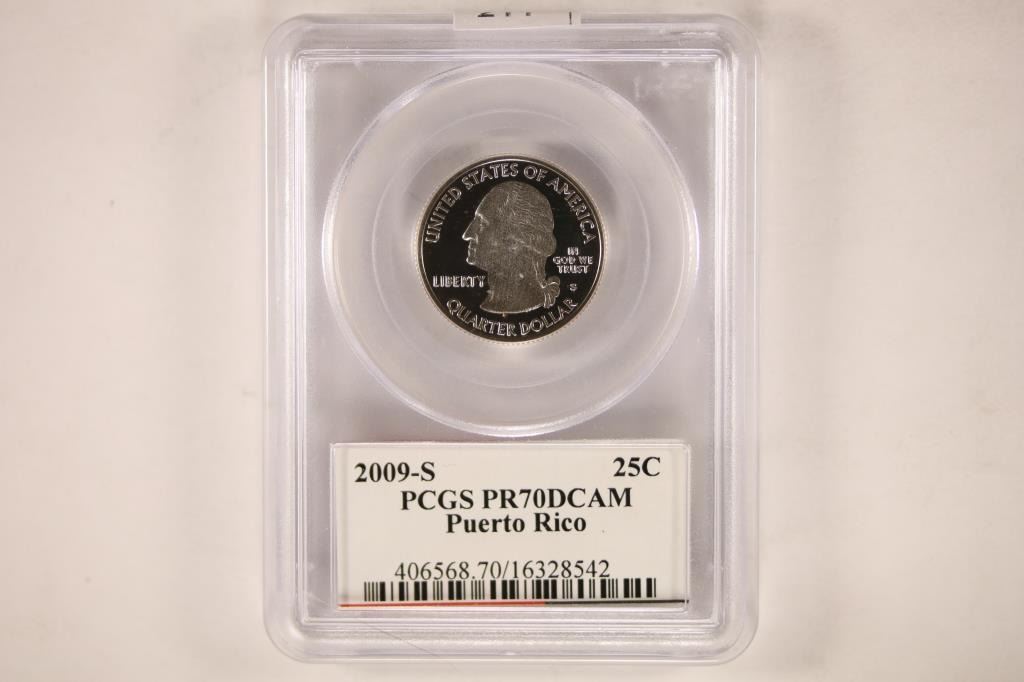 UNITED STATES OF AMERICA
IN
GOD WE
TRUST
LIBERTY
S
QUARTER DOLLAR
2009-S 25C
PCGS PR70DCAM
Puerto Rico
406568.70/16328542